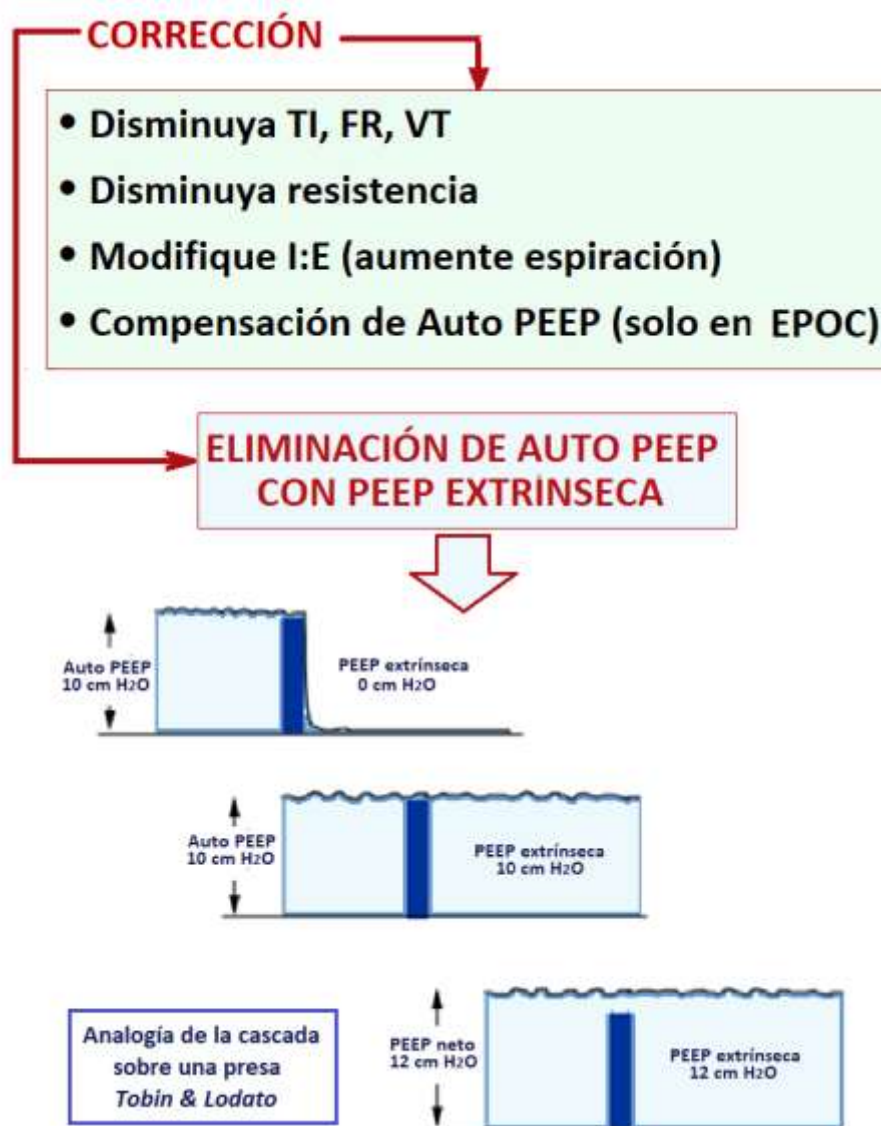 CORRECCIÓN
• Disminuya TI, FR, VT
• Disminuya resistencia
• Modifique I:E (aumente espiración)
• Compensación de Auto PEEP (solo en EPOC)
ELIMINACIÓN DE AUTO PEEP
CON PEEP EXTRÍNSECA
Auto PEEP
10 cm H2O
PEEP extrínseca
0 cm H2O
Auto PEEP
10 cm H2O
PEEP extrínseca
10 cm H2O
Analogía de la cascada
sobre una presa
Tobin & Lodato
PEEP neto
12 cm H2O
PEEP extrínseca
12 cm H2O